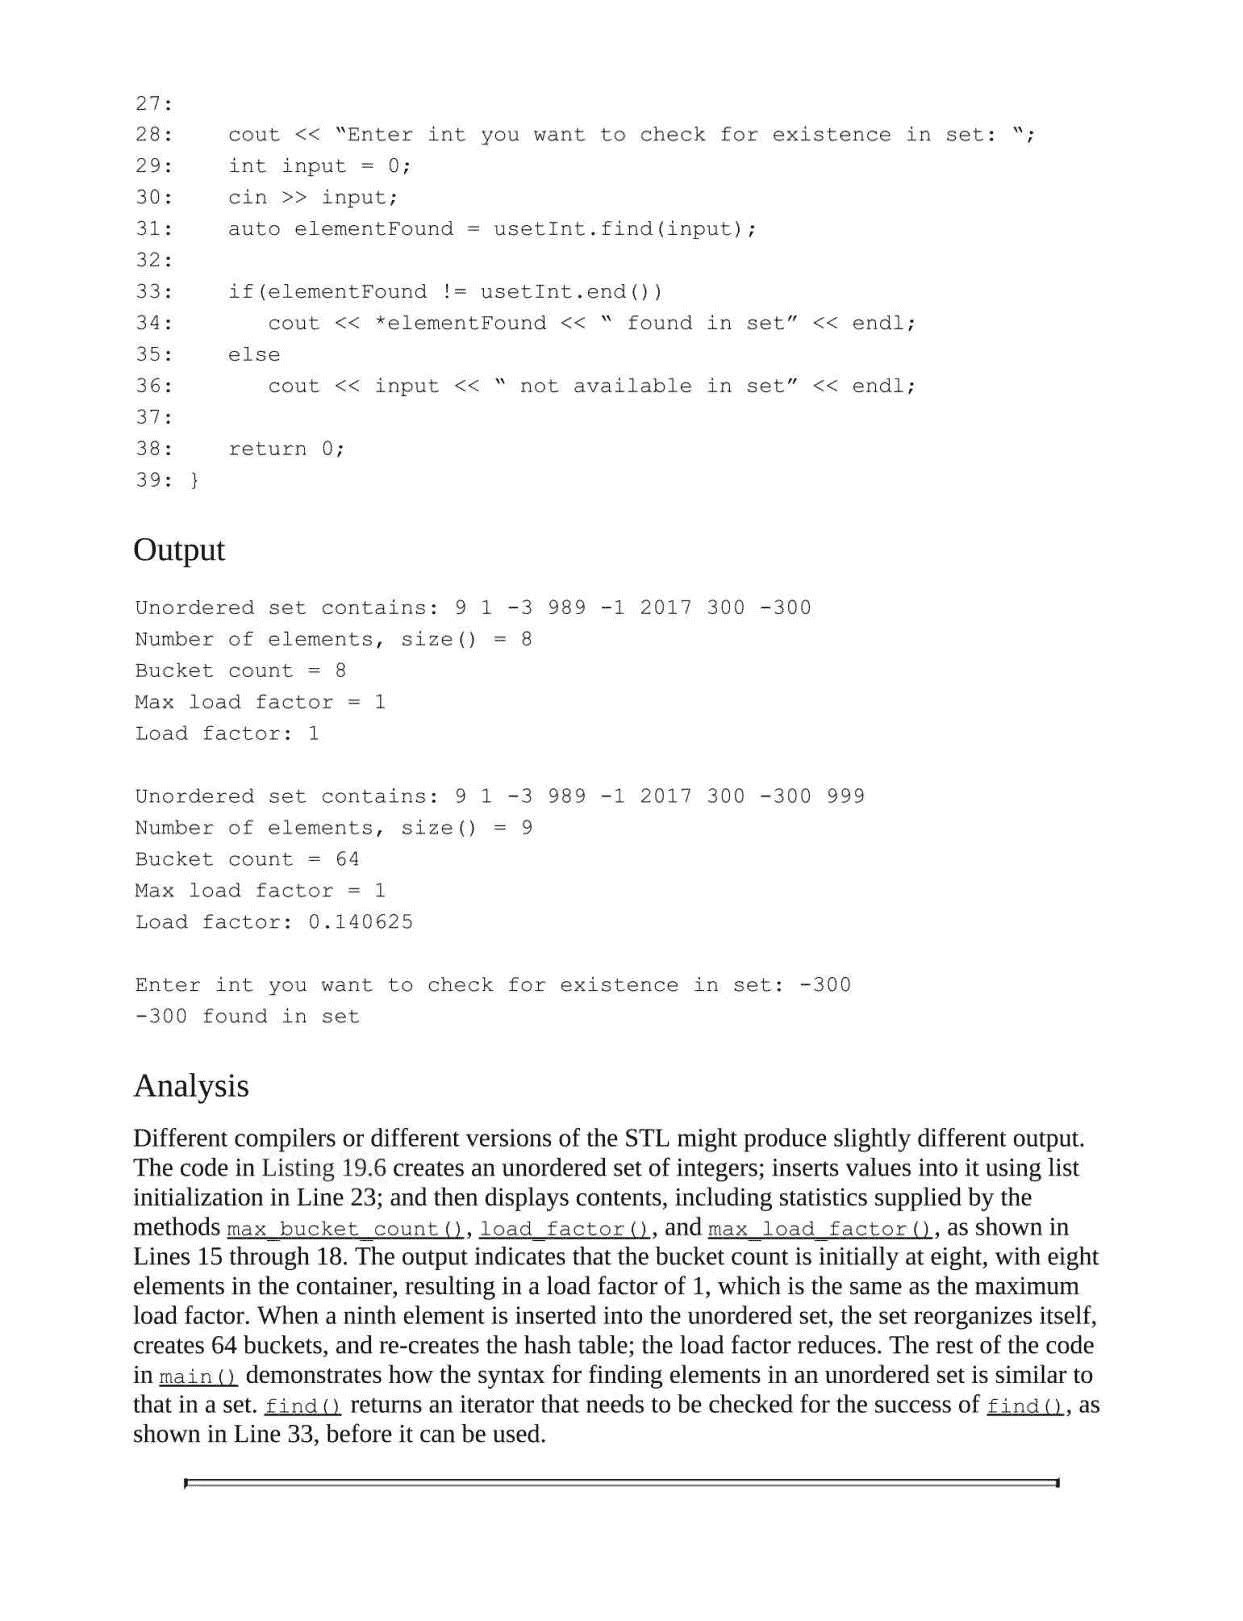 27:
28:    cout << “Enter int you want to check for existence in set: “;
29:    int input = 0;
30:    cin >> input;
31:    auto elementFound = usetInt.find(input);
32:
33:    if(elementFound != usetInt.end())
34:       cout << *elementFound << “ found in set” << endl;
35:    else
36:       cout << input << “ not available in set” << endl;
37:
38:    return 0;
39: }
Output
Unordered set contains: 9 1 -3 989 -1 2017 300 -300
Number of elements, size() = 8
Bucket count = 8
Max load factor = 1
Load factor: 1
Unordered set contains: 9 1 -3 989 -1 2017 300 -300 999
Number of elements, size() = 9
Bucket count = 64
Max load factor = 1
Load factor: 0.140625
Enter int you want to check for existence in set: -300
-300 found in set
Analysis
Different compilers or different versions of the STL might produce slightly different output.
The code in Listing 19.6 creates an unordered set of integers; inserts values into it using list
initialization in Line 23; and then displays contents, including statistics supplied by the
methods max_bucket_count(), load_factor(), and max_load_factor(), as shown in
Lines 15 through 18. The output indicates that the bucket count is initially at eight, with eight
elements in the container, resulting in a load factor of 1, which is the same as the maximum
load factor. When a ninth element is inserted into the unordered set, the set reorganizes itself,
creates 64 buckets, and re-creates the hash table; the load factor reduces. The rest of the code
in main() demonstrates how the syntax for finding elements in an unordered set is similar to
that in a set. find() returns an iterator that needs to be checked for the success of find(), as
shown in Line 33, before it can be used.